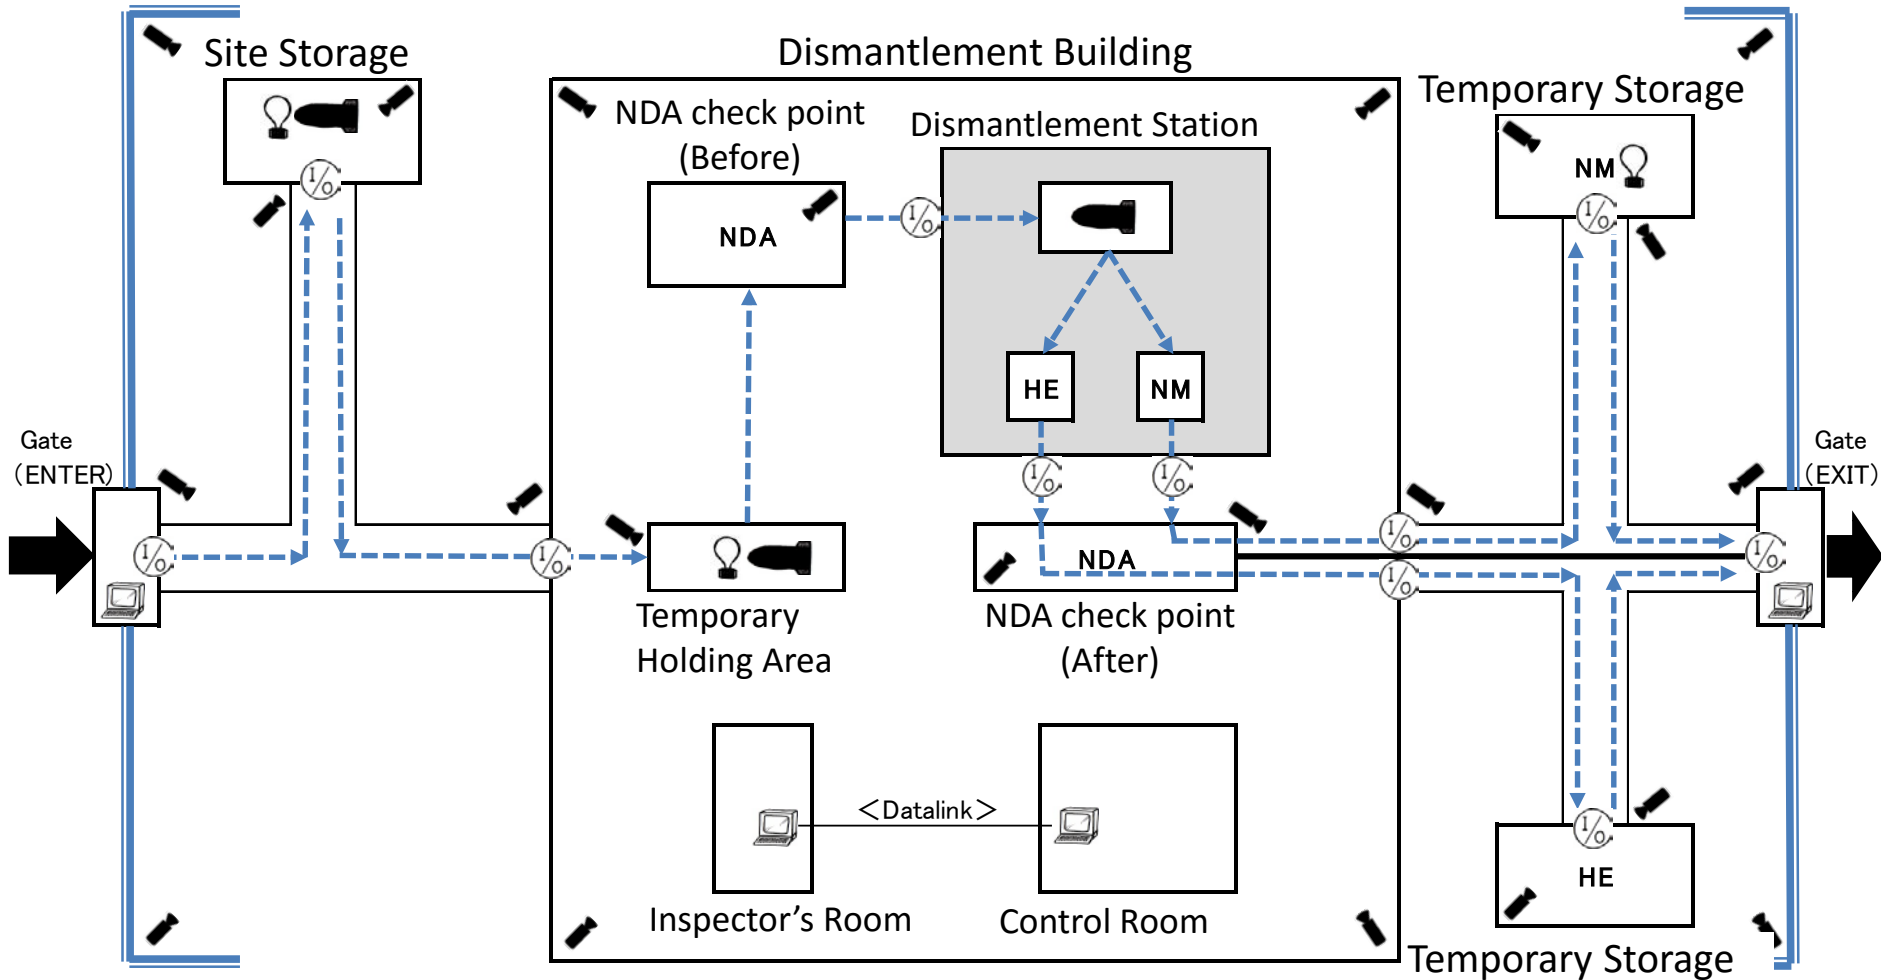 Site Storage
I/O
Gate
(ENTER)
I/O
Dismantlement Building
NDA check point
(Before)
NDA
I/O
Dismantlement Station
HE
NM
I/O
I/O
I/O
Temporary
Holding Area
NDA
NDA check point
(After)
I/O
I/O
<Datalink>
Inspector’s Room
Control Room
Temporary Storage
NM
I/O
Gate
(EXIT)
I/O
I/O
HE
Temporary Storage